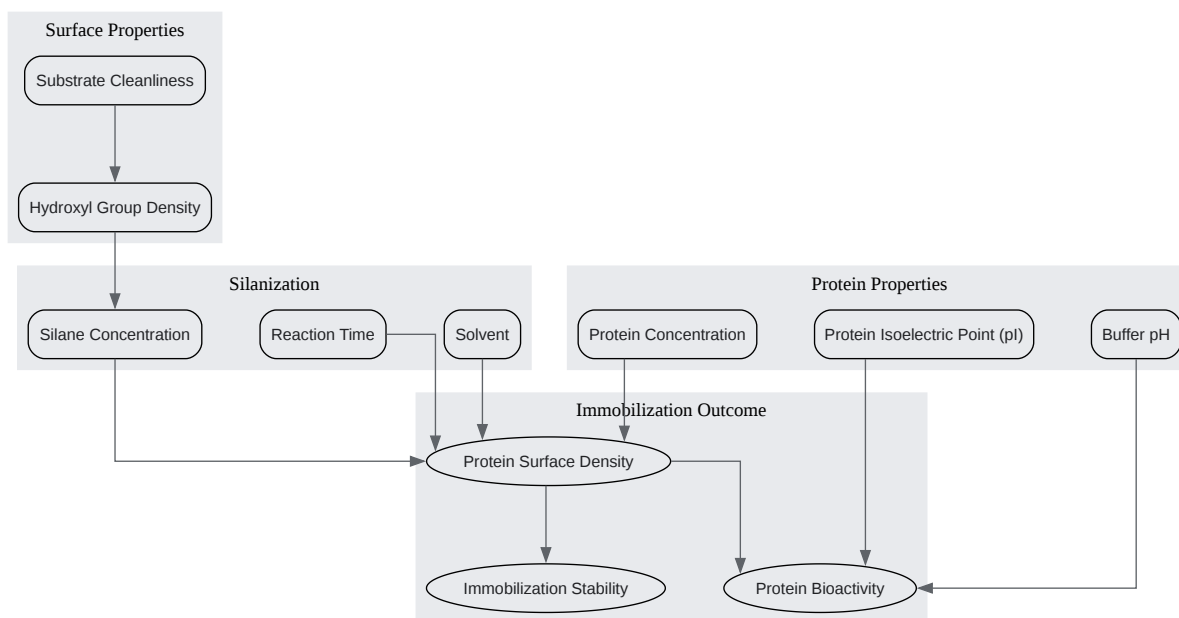 Surface Properties
Substrate Cleanliness
Hydroxyl Group Density
Silanization
Protein Properties
Silane Concentration
Reaction Time
Solvent
Protein Concentration
Protein Isoelectric Point (pI)
Buffer pH
Immobilization Outcome
Protein Surface Density
Immobilization Stability
Protein Bioactivity